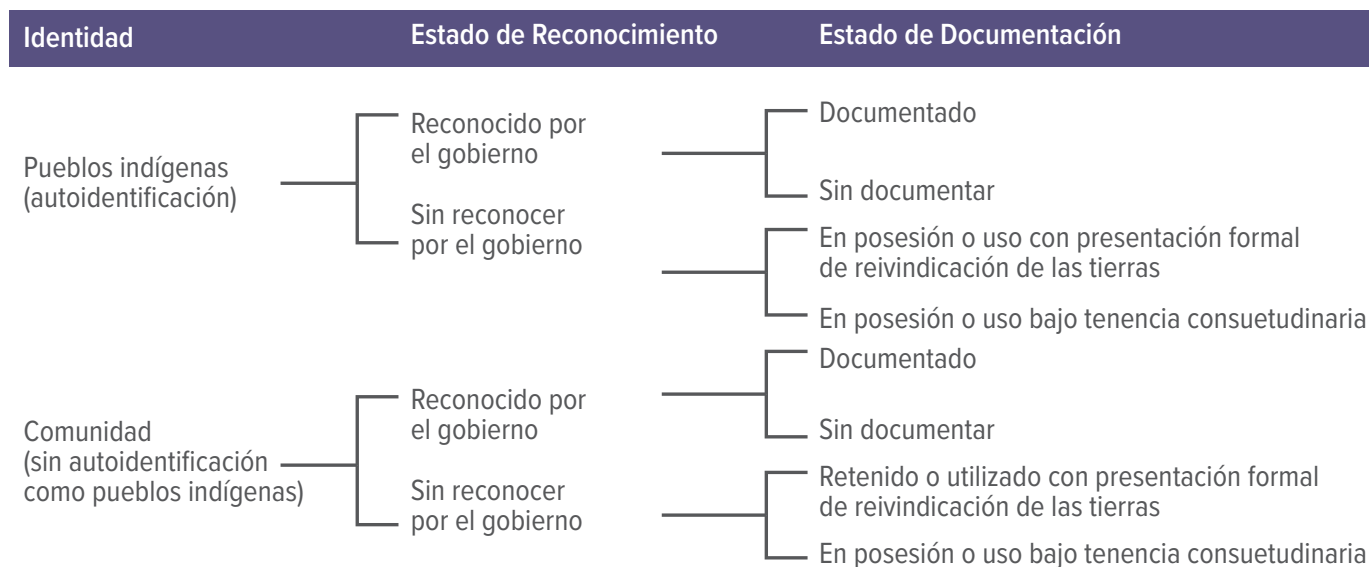 Identidad Estado de Reconocimiento Estado de Documentación
Pueblos indígenas
(autoidentificación)
Reconocido por
el gobierno
Documentado
Sin documentar
Sin reconocer
por el gobierno
En posesión o uso con presentación formal
de reivindicación de las tierras
En posesión o uso bajo tenencia consuetudinaria
Comunidad
(sin autoidentificación
como pueblos indígenas)
Reconocido por
el gobierno
Documentado
Sin documentar
Sin reconocer
por el gobierno
Retenido o utilizado con presentación formal
de reivindicación de las tierras
En posesión o uso bajo tenencia consuetudinaria